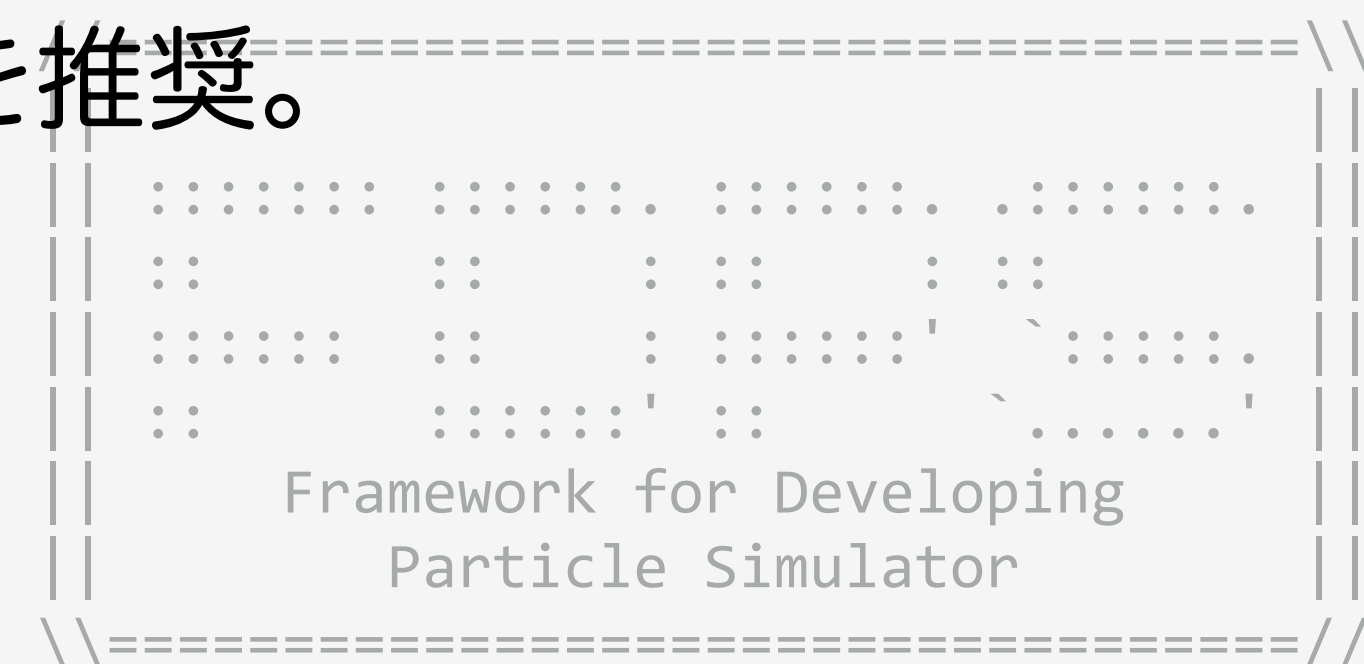 を推奨。
//==================================\\
|| ||
|| ::::::: ::::::. ::::::. .::::::. ||
|| ::      ::    : ::    : ::       ||
|| ::::::  ::    : ::::::'  `:::::. ||
|| ::      ::::::' ::      `......' ||
||     Framework for Developing     ||
||        Particle Simulator        ||
\\==================================//